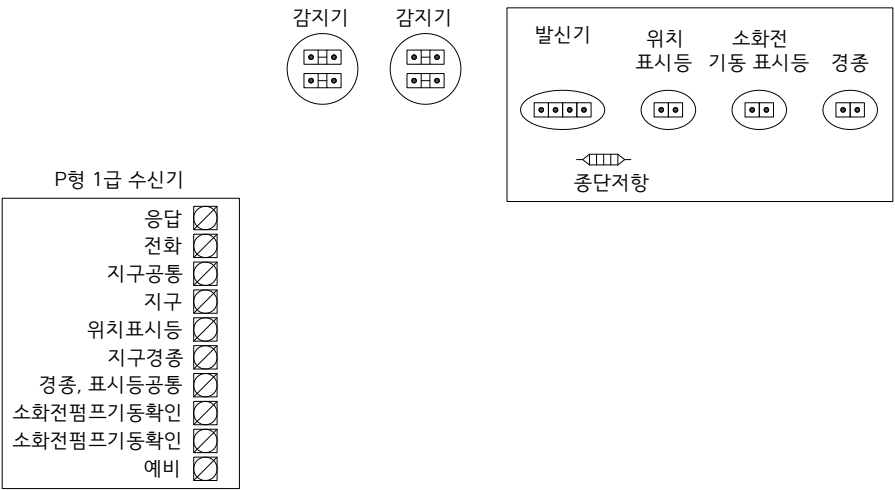 감지기 감지기
발신기
위치
표시등
소화전
기동 표시등
경종
종단저항
P형 1급 수신기
응답
전화
지구공통
지구
위치표시등
지구경종
경종, 표시등공통
소화전펌프기동확인
소화전펌프기동확인
예비